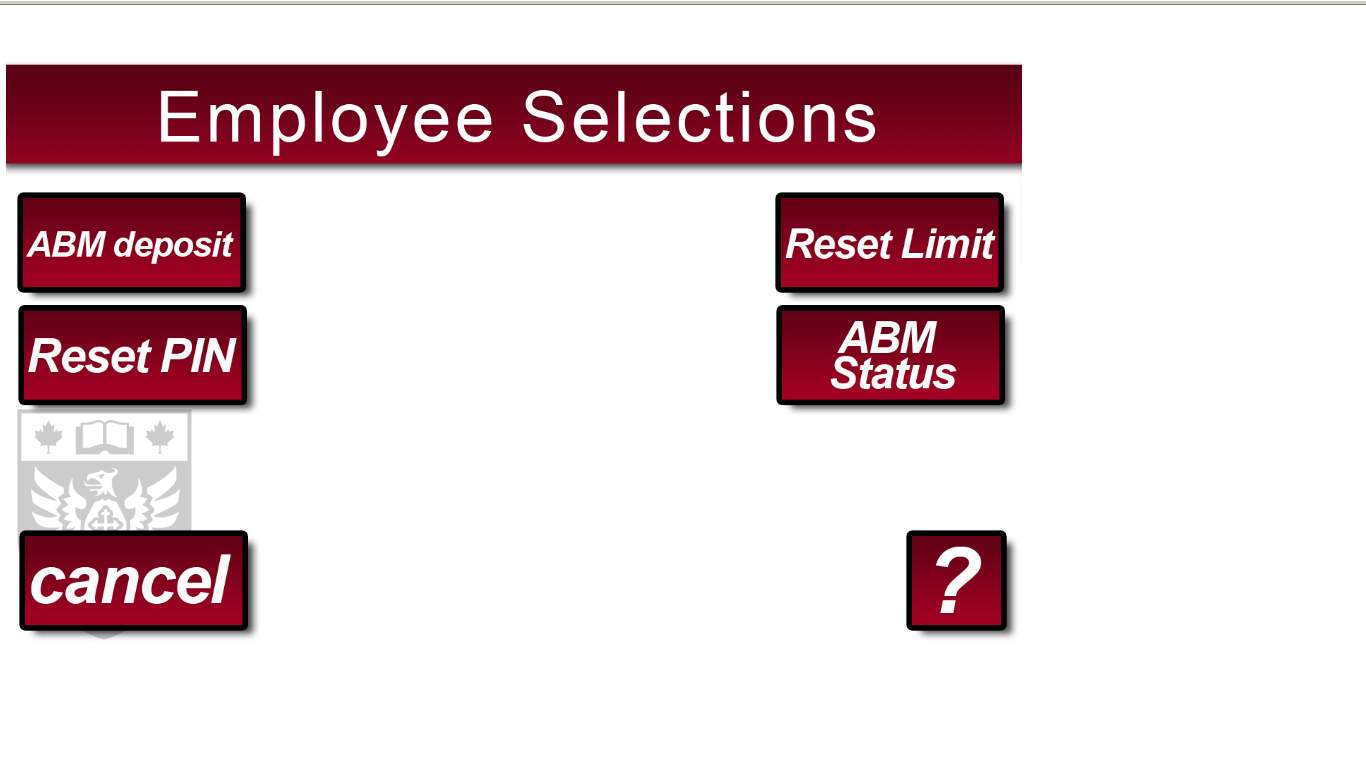 Employee Selections
ABM deposit
Reset Limit
Reset PIN
ABM
Status
cancel
?